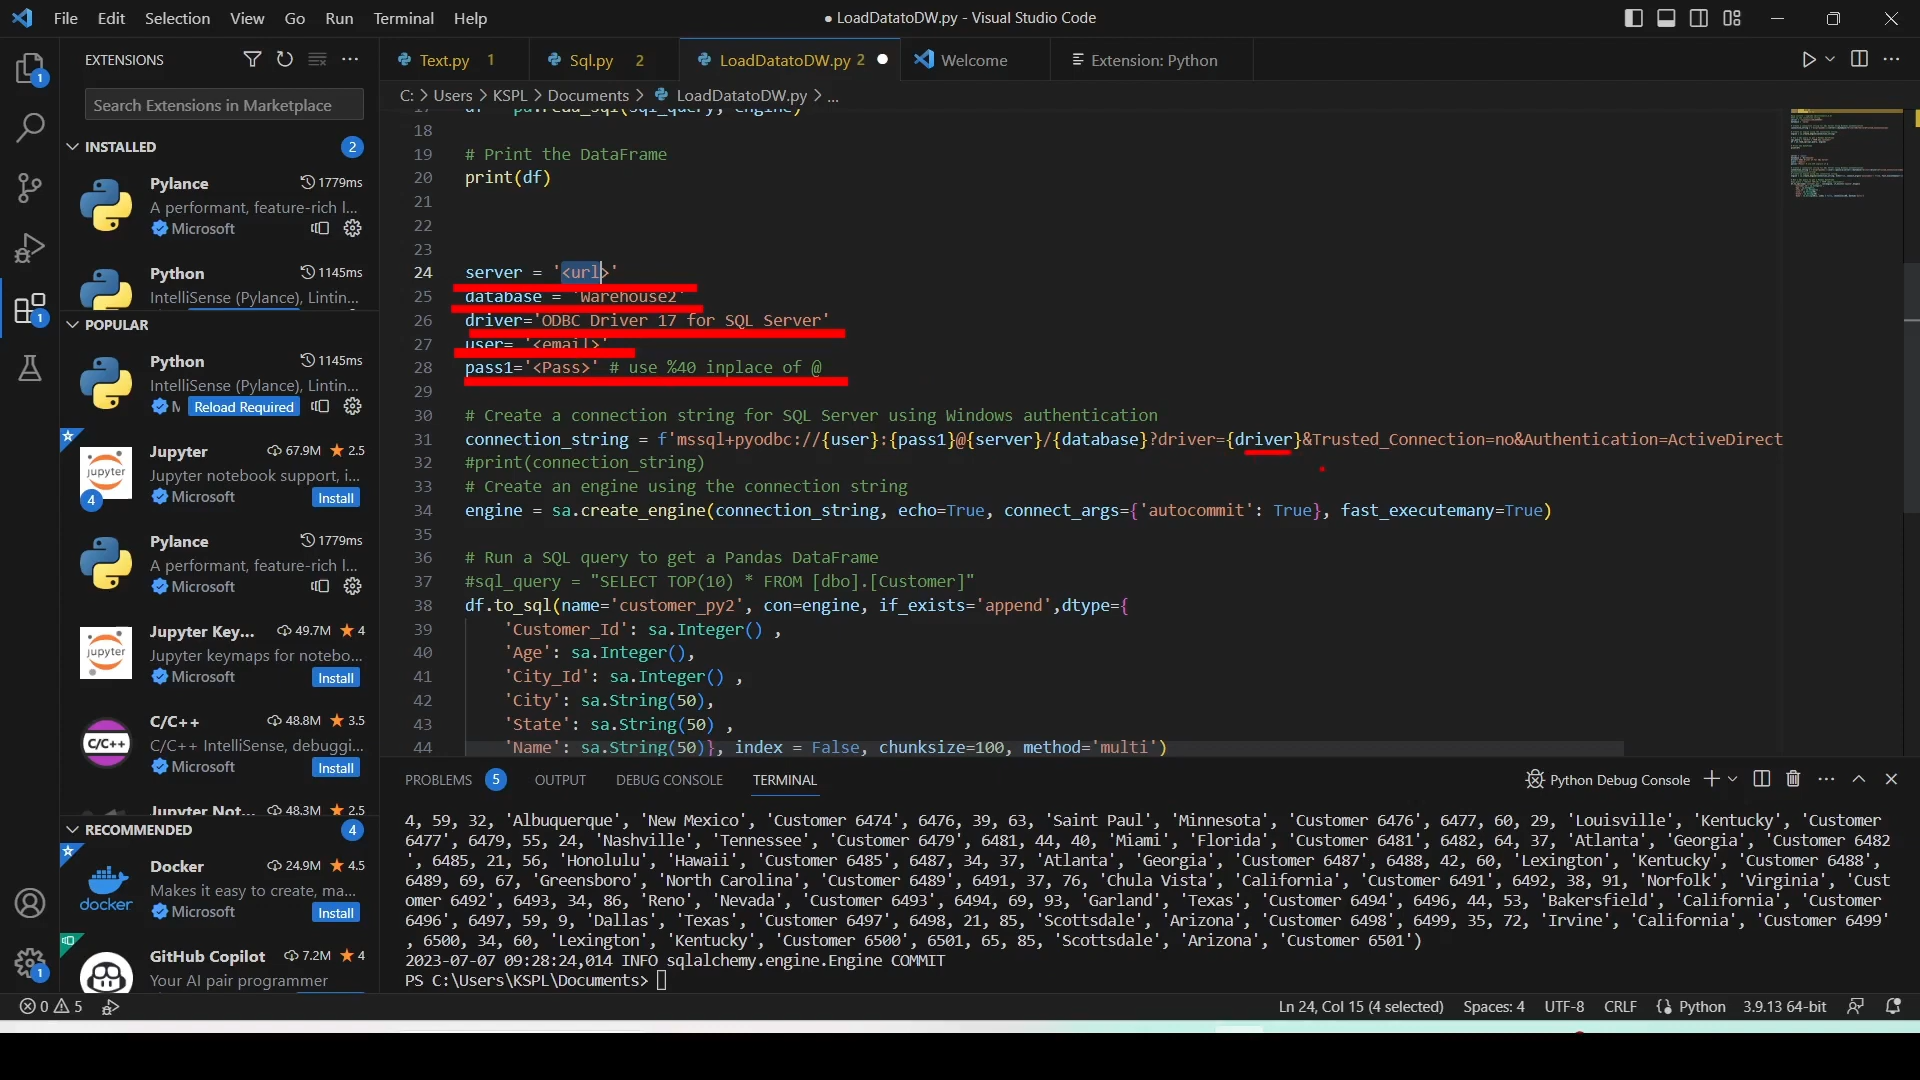 File Edit Selection View Go Run Terminal Help
● LoadDatatoDW.py - Visual Studio Code
EXTENSIONS
Text.py 1 Sql.py 2 LoadDatatoDW.py 2 Welcome Extension: Python
1
Search Extensions in Marketplace
C: > Users > KSPL > Documents > LoadDatatoDW.py > ...
INSTALLED 2
Pylance 1779ms
A performant, feature-rich l...
Microsoft
Python 1145ms
IntelliSense (Pylance), Lintin...
POPULAR
Python 1145ms
IntelliSense (Pylance), Lintin...
M Reload Required
Jupyter 67.9M 2.5
Jupyter notebook support, i...
Microsoft Install
4
Pylance 1779ms
A performant, feature-rich l...
Microsoft
Jupyter Key... 49.7M 4
Jupyter keymaps for notebo...
Microsoft Install
C/C++ 48.8M 3.5
C/C++ IntelliSense, debuggi...
Microsoft Install
Jupyter Not... 48.3M 2.5
RECOMMENDED 4
Docker 24.9M 4.5
Makes it easy to create, ma...
Microsoft Install
GitHub Copilot 7.2M 4
Your AI pair programmer
17 df = pd.read_sql(sql_query, engine)
18
19 # Print the DataFrame
20 print(df)
21
22
23
24 server = '<url>'
25 database = 'Warehouse2'
26 driver='ODBC Driver 17 for SQL Server'
27 user= '<email>'
28 pass1='<Pass>' # use %40 inplace of @
29
30 # Create a connection string for SQL Server using Windows authentication
31 connection_string = f'mssql+pyodbc://{user}:{pass1}@{server}/{database}?driver={driver}&Trusted_Connection=no&Authentication=ActiveDirect
32 #print(connection_string)
33 # Create an engine using the connection string
34 engine = sa.create_engine(connection_string, echo=True, connect_args={'autocommit': True}, fast_executemany=True)
35
36 # Run a SQL query to get a Pandas DataFrame
37 #sql_query = "SELECT TOP(10) * FROM [dbo].[Customer]"
38 df.to_sql(name='customer_py2', con=engine, if_exists='append',dtype={
39 'Customer_Id': sa.Integer() ,
40 'Age': sa.Integer(),
41 'City_Id': sa.Integer() ,
42 'City': sa.String(50),
43 'State': sa.String(50) ,
44 'Name': sa.String(50)}, index = False, chunksize=100, method='multi')
PROBLEMS 5 OUTPUT DEBUG CONSOLE TERMINAL
Python Debug Console
4, 59, 32, 'Albuquerque', 'New Mexico', 'Customer 6474', 6476, 39, 63, 'Saint Paul', 'Minnesota', 'Customer 6476', 6477, 60, 29, 'Louisville', 'Kentucky', 'Customer
6477', 6479, 55, 24, 'Nashville', 'Tennessee', 'Customer 6479', 6481, 44, 40, 'Miami', 'Florida', 'Customer 6481', 6482, 64, 37, 'Atlanta', 'Georgia', 'Customer 6482
', 6485, 21, 56, 'Honolulu', 'Hawaii', 'Customer 6485', 6487, 34, 37, 'Atlanta', 'Georgia', 'Customer 6487', 6488, 42, 60, 'Lexington', 'Kentucky', 'Customer 6488',
6489, 69, 67, 'Greensboro', 'North Carolina', 'Customer 6489', 6491, 37, 76, 'Chula Vista', 'California', 'Customer 6491', 6492, 38, 91, 'Norfolk', 'Virginia', 'Cust
omer 6492', 6493, 34, 86, 'Reno', 'Nevada', 'Customer 6493', 6494, 69, 93, 'Garland', 'Texas', 'Customer 6494', 6496, 44, 53, 'Bakersfield', 'California', 'Customer
6496', 6497, 59, 9, 'Dallas', 'Texas', 'Customer 6497', 6498, 21, 85, 'Scottsdale', 'Arizona', 'Customer 6498', 6499, 35, 72, 'Irvine', 'California', 'Customer 6499'
, 6500, 34, 60, 'Lexington', 'Kentucky', 'Customer 6500', 6501, 65, 85, 'Scottsdale', 'Arizona', 'Customer 6501')
2023-07-07 09:28:24,014 INFO sqlalchemy.engine.Engine COMMIT
PS C:\Users\KSPL\Documents>
0 5 Ln 24, Col 15 (4 selected) Spaces: 4 UTF-8 CRLF Python 3.9.13 64-bit